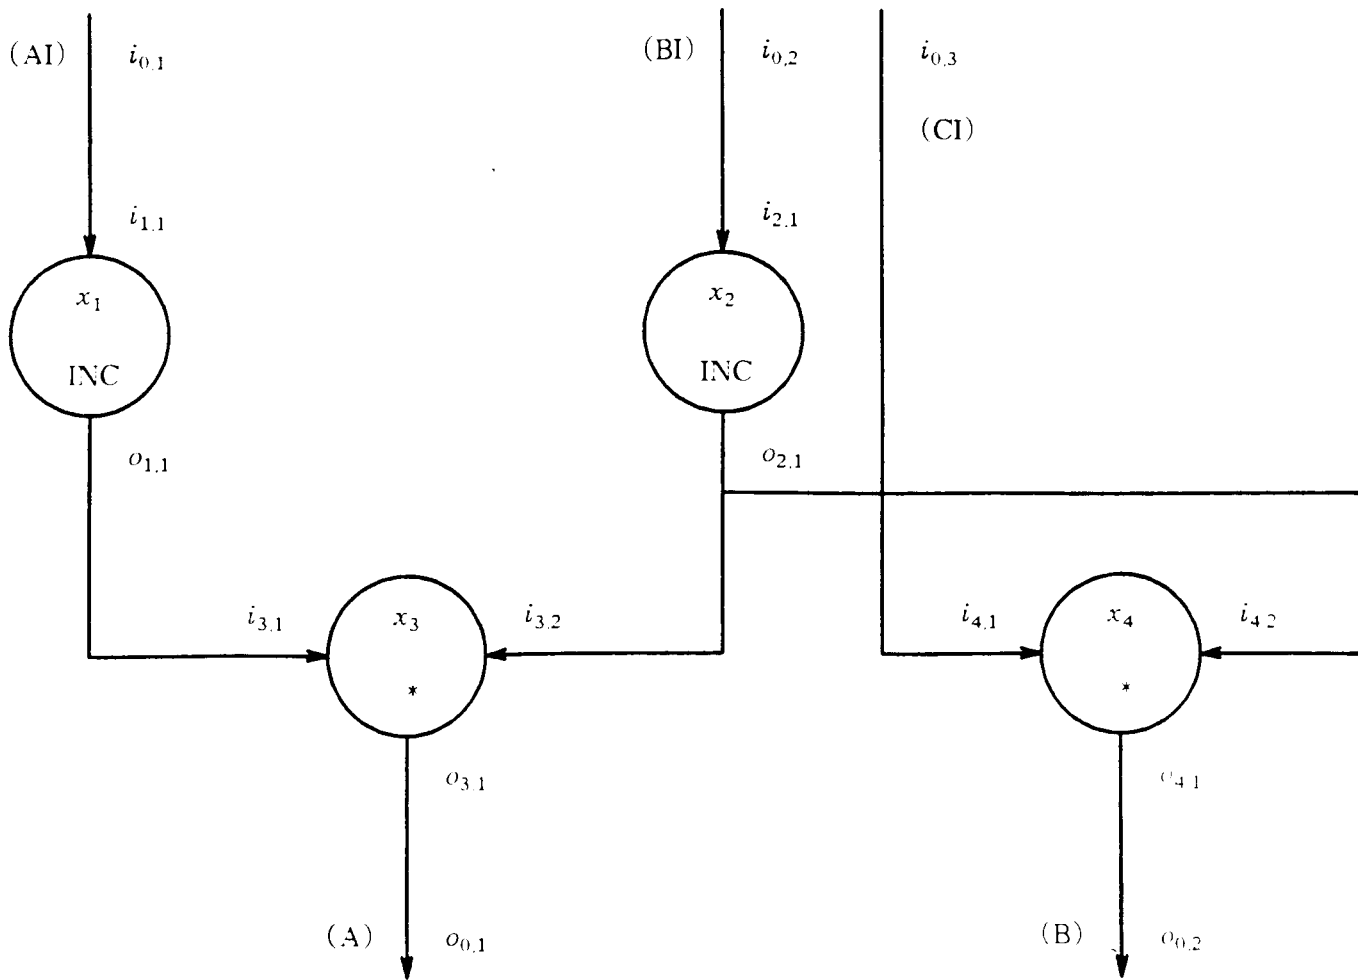 (AI) i0,1 (BI) i0,2 i0,3
(CI)
i1,1 i2,1
x1 x2
INC INC
o1,1 o2,1
i3,1 x3 i3,2 i4,1 x4 i4,2
* *
o3,1 o4,1
(A) o0,1 (B) o0,2